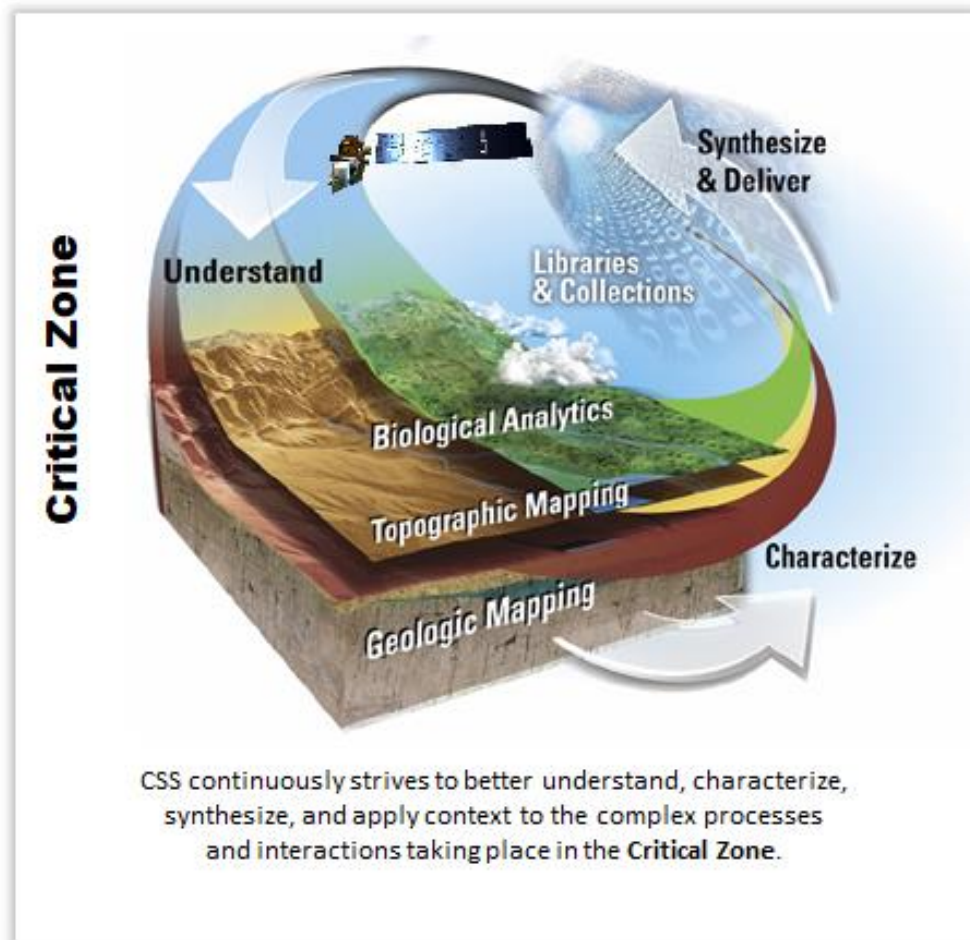 Critical Zone
Synthesize
& Deliver
Understand
Libraries
& Collections
Biological Analytics
Topographic Mapping
Characterize
Geologic Mapping
CSS continuously strives to better understand, characterize,
synthesize, and apply context to the complex processes
and interactions taking place in the Critical Zone.